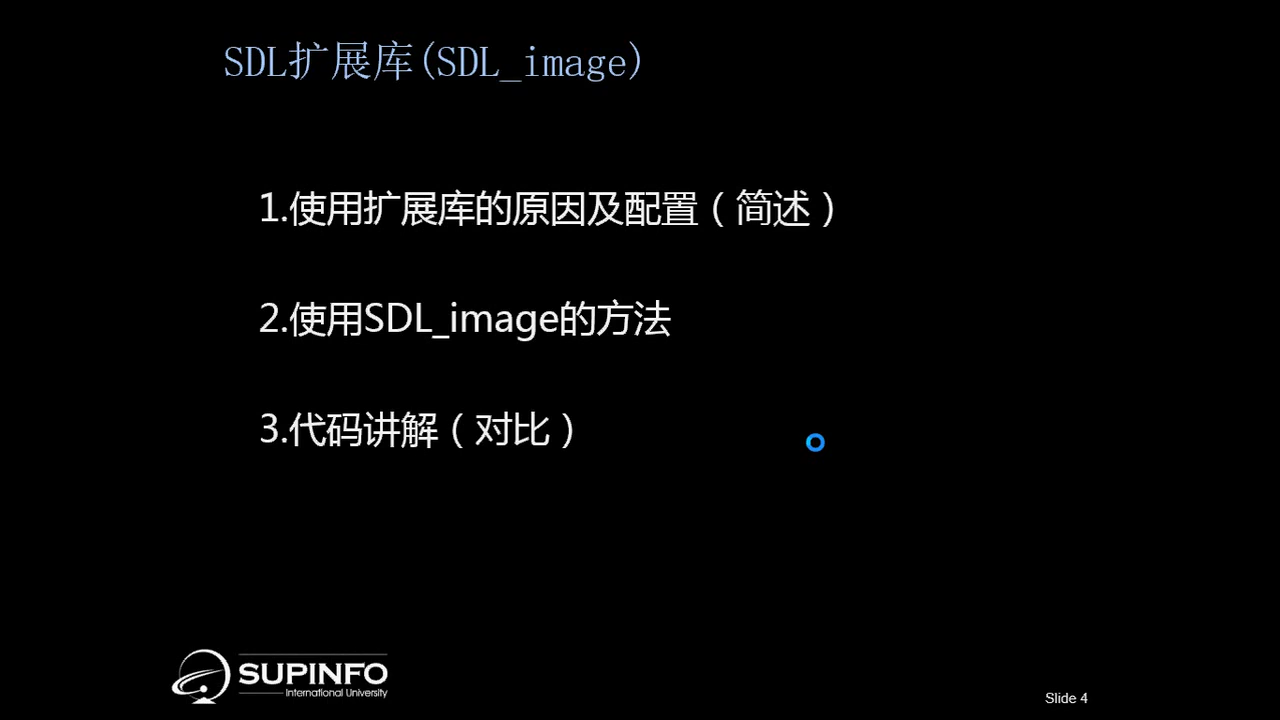 SDL扩展库(SDL_image)
1.使用扩展库的原因及配置（简述）
2.使用SDL_image的方法
3.代码讲解（对比）
SUPINFO
International University
Slide 4